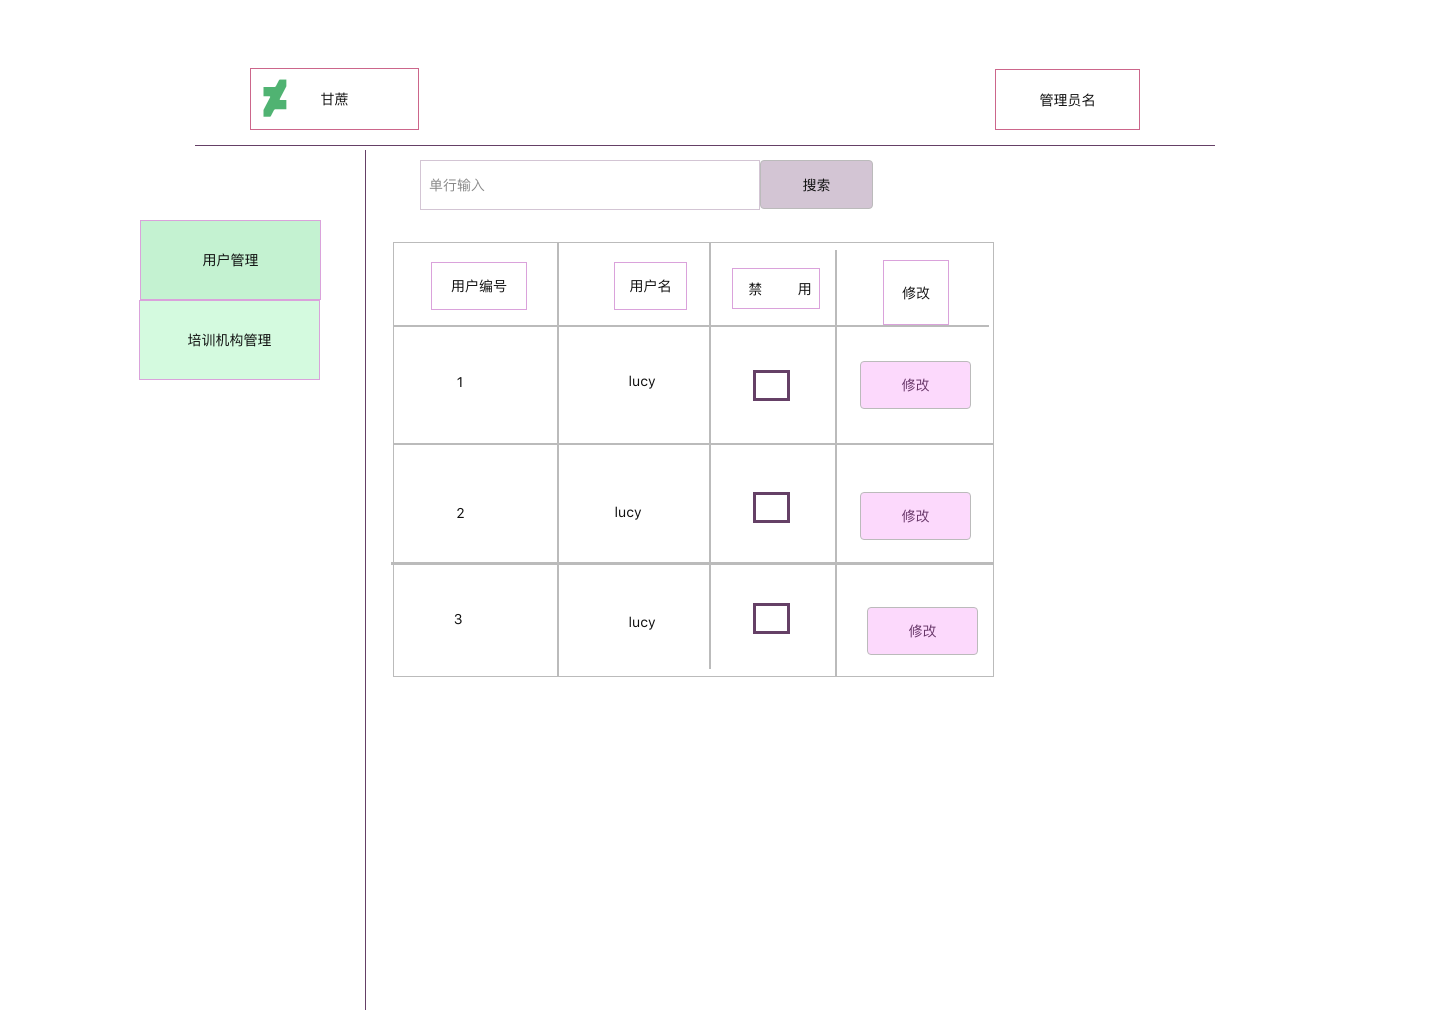 甘蔗
管理员名
单行输入
搜索
用户管理
培训机构管理
用户编号
用户名
禁 用
修改
1
lucy
修改
2
lucy
修改
3
lucy
修改